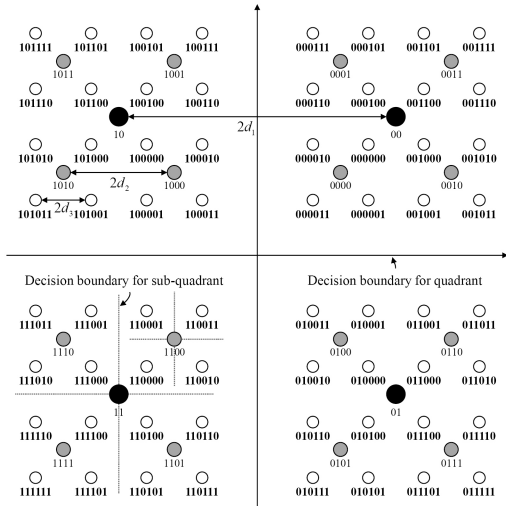 101111 101101 100101 100111 000111 000101 001101 001111
1011 1001 0001 0011
101110 101100 100100 100110 000110 000100 001100 001110
2d₁
10 00
101010 101000 100000 100010 000010 000000 001000 001010
1010 2d₂ 1000 0000 0010
2d₃
101011 101001 100001 100011 000011 000001 001001 001011
Decision boundary for sub-quadrant Decision boundary for quadrant
111011 111001 110001 110011 010011 010001 011001 011011
1110 1100 0100 0110
111010 111000 110000 110010 010010 010000 011000 011010
11 01
111110 111100 110100 110110 010110 010100 011100 011110
1111 1101 0101 0111
111111 111101 110101 110111 010111 010101 011101 011111